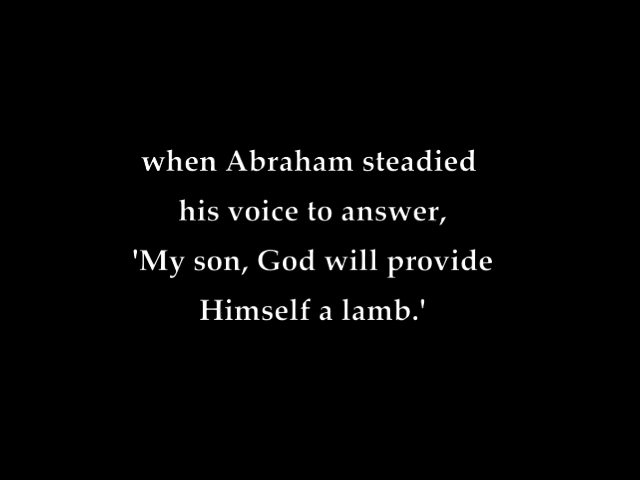 when Abraham steadied
his voice to answer,
'My son, God will provide
Himself a lamb.'